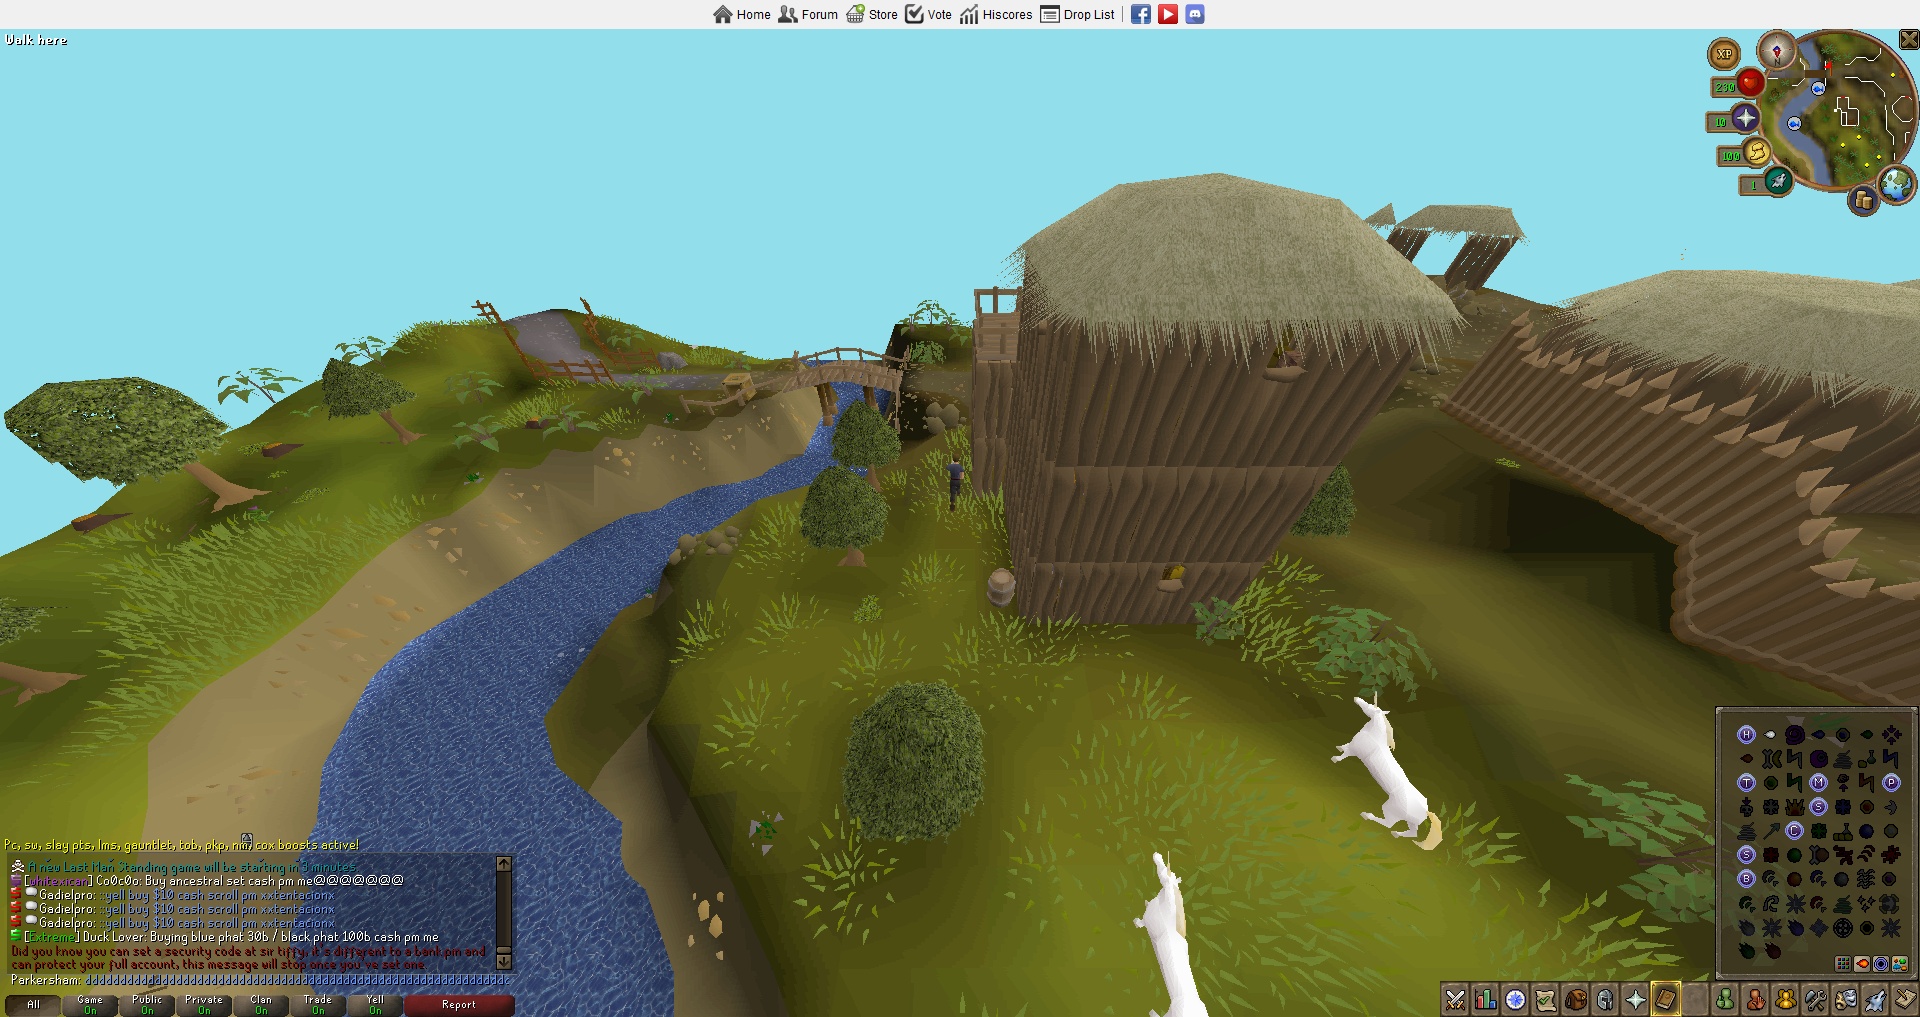 Home Forum Store Vote Hiscores Drop List
Walk here
XP
N
230
10
100
1
Pc, sw, slay pts, lms, gauntlet, tob, pkp, nm, cox boosts active!
A new Last Man Standing game will be starting in 3 minutes
[whitexican] Co0c0o: Buy ancestral set cash pm me@@@@@@@
Gadielpro: ::yell buy $10 cash scroll pm xxtentacionx
Gadielpro: ::yell buy $10 cash scroll pm xxtentacionx
Gadielpro: ::yell buy $10 cash scroll pm xxtentacionx
[Extreme] Duck Lover: Buying blue phat 30b / black phat 100b cash pm me
Did you know you can set a security code at sir tiffy, it's different to a bank pin and
can protect your full account, this message will stop once you've set one.
Parkersham:
All Game On Public On Private On Clan On Trade On Yell On Report
H
T M P
S
C
S
B